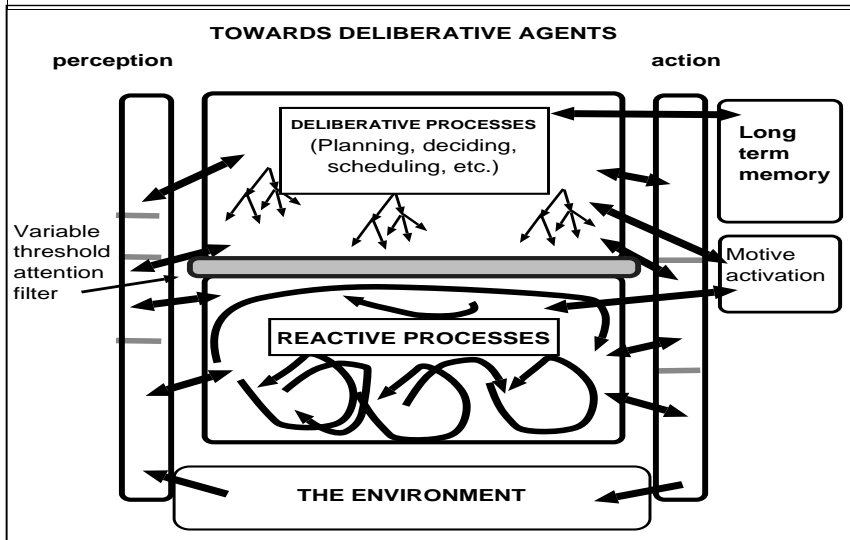 TOWARDS DELIBERATIVE AGENTS
perception
action
DELIBERATIVE PROCESSES
(Planning, deciding,
scheduling, etc.)
Long
term
memory
Variable
threshold
attention
filter
Motive
activation
REACTIVE PROCESSES
THE ENVIRONMENT